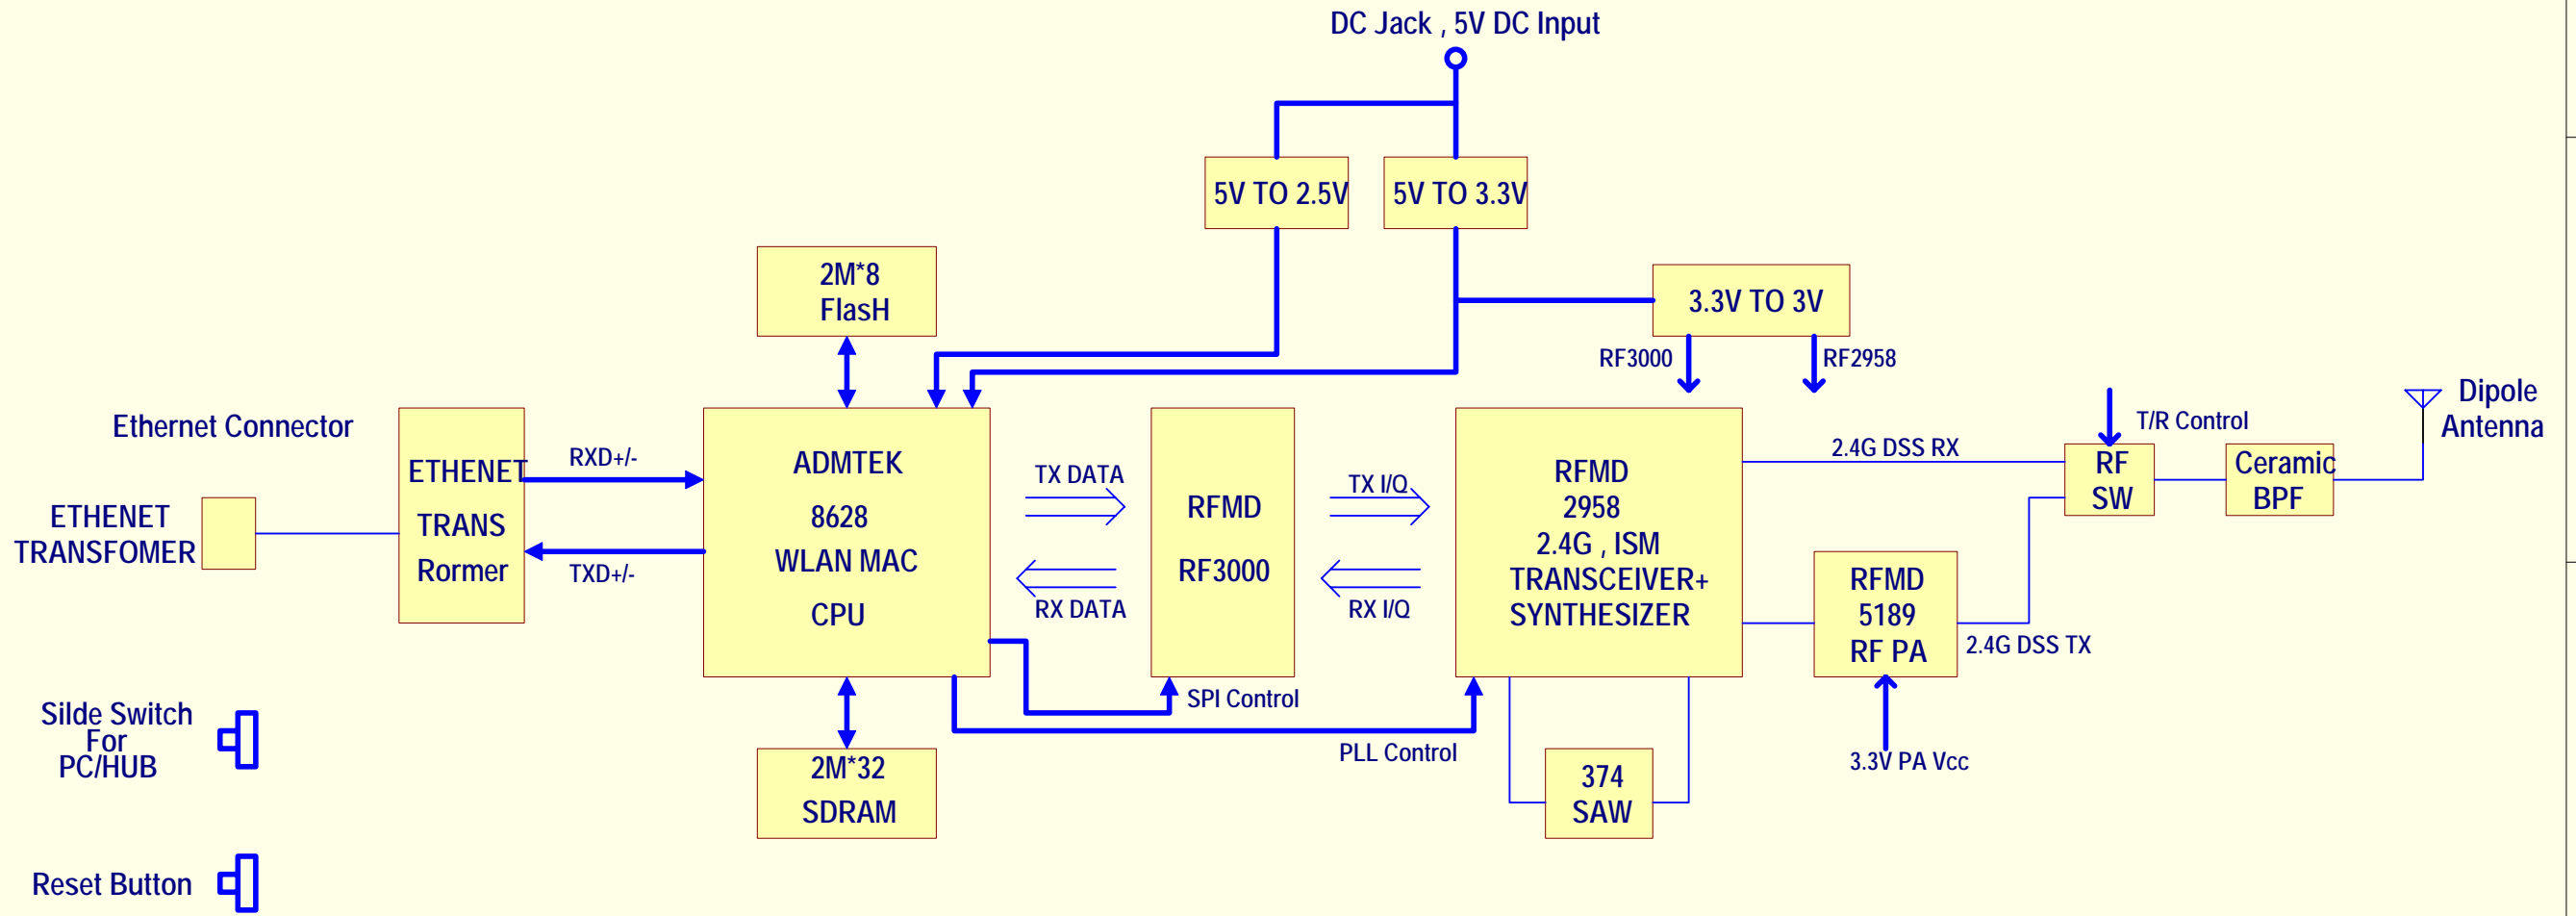 DC Jack , 5V DC Input
5V TO 2.5V
5V TO 3.3V
2M*8
FlasH
3.3V TO 3V
RF3000
RF2958
Ethernet Connector
ETHENET
TRANSFOMER
ETHENET
TRANS
Rormer
RXD+/-
TXD+/-
ADMTEK
8628
WLAN MAC
CPU
TX DATA
RX DATA
RFMD
RF3000
TX I/Q
RX I/Q
RFMD
2958
2.4G , ISM
TRANSCEIVER+
SYNTHESIZER
2.4G DSS RX
T/R Control
RF
SW
Ceramic
BPF
Dipole
Antenna
RFMD
5189
RF PA
2.4G DSS TX
3.3V PA Vcc
SPI Control
PLL Control
374
SAW
2M*32
SDRAM
Silde Switch
For
PC/HUB
Reset Button